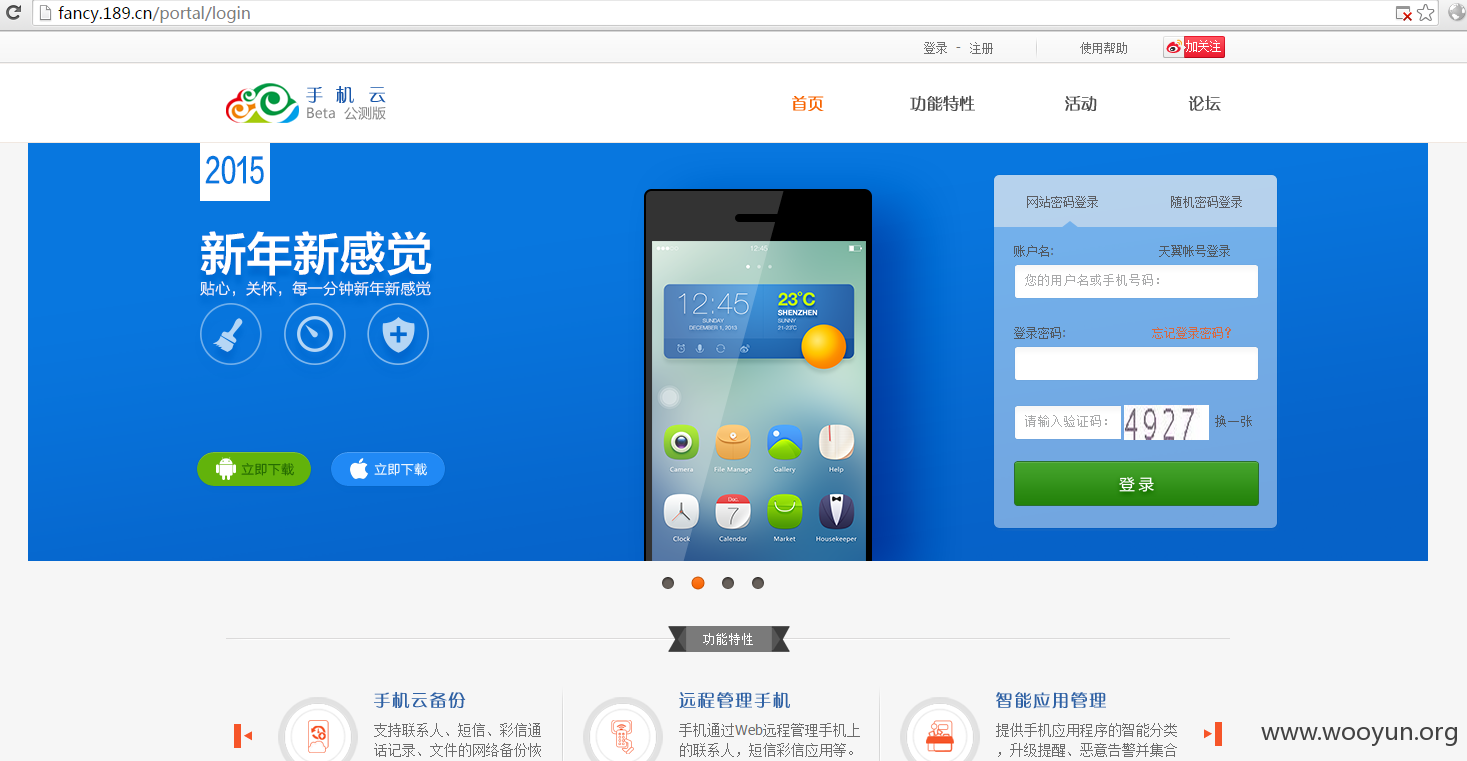 fancy.189.cn/portal/login
登录 - 注册
使用帮助
加关注
手机云
Beta 公测版
首页
功能特性
活动
论坛
2015
新年新感觉
贴心，关怀，每一分钟新年新感觉
立即下载
立即下载
12:45
12:45
SUNDAY
DECEMBER 1, 2013
23°C
SHENZHEN
SUNNY
21-23°C
Camera
File Manage
Gallery
Help
Dec.
7
Clock
Calendar
Market
Housekeeper
网站密码登录
随机密码登录
账户名:
天翼帐号登录
您的用户名或手机号码：
登录密码:
忘记登录密码?
请输入验证码：
4927
换一张
登录
功能特性
手机云备份
支持联系人、短信、彩信通
话记录、文件的网络备份恢
远程管理手机
手机通过Web远程管理手机上
的联系人，短信彩信应用等。
智能应用管理
提供手机应用程序的智能分类
，升级提醒、恶意告警并集合
www.wooyun.org